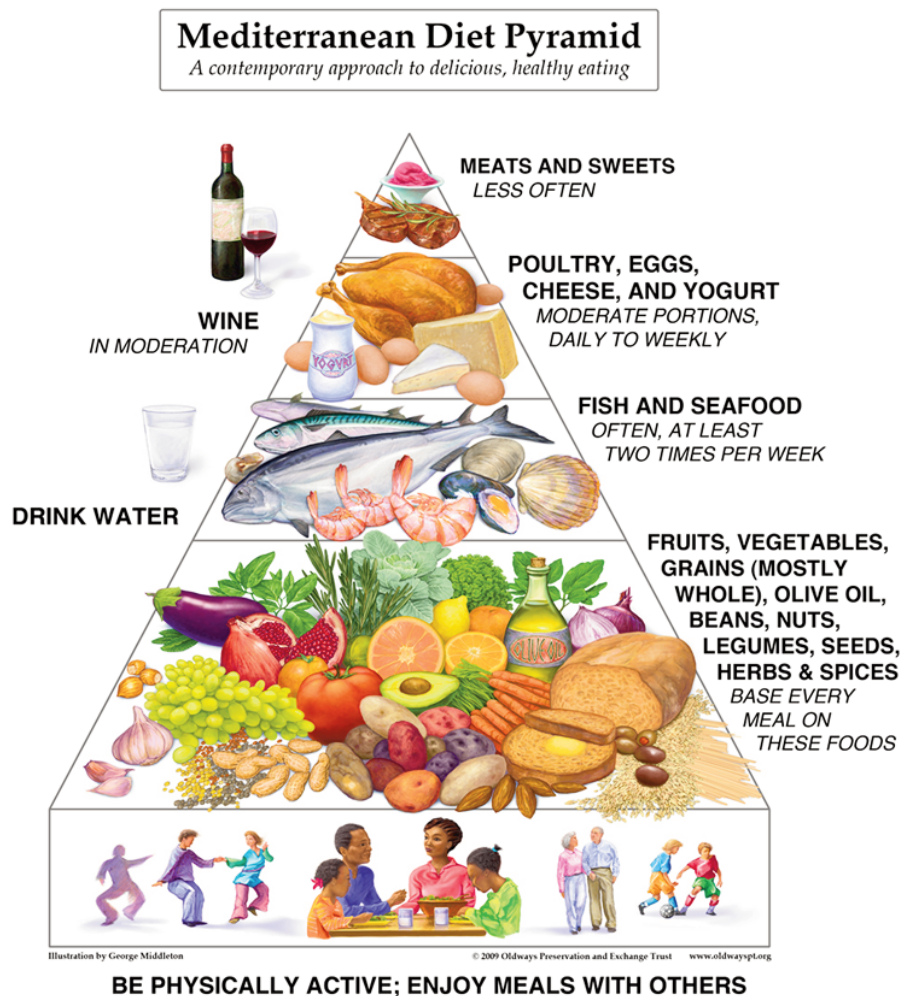 Mediterranean Diet Pyramid
A contemporary approach to delicious, healthy eating
MEATS AND SWEETS
LESS OFTEN
POULTRY, EGGS,
CHEESE, AND YOGURT
MODERATE PORTIONS,
DAILY TO WEEKLY
WINE
IN MODERATION
YOGURT
FISH AND SEAFOOD
OFTEN, AT LEAST
TWO TIMES PER WEEK
DRINK WATER
FRUITS, VEGETABLES,
GRAINS (MOSTLY
WHOLE), OLIVE OIL,
BEANS, NUTS,
LEGUMES, SEEDS,
HERBS & SPICES
BASE EVERY
MEAL ON
THESE FOODS
OLIVE OIL
Illustration by George Middleton
© 2009 Oldways Preservation and Exchange Trust
www.oldwayspt.org
BE PHYSICALLY ACTIVE; ENJOY MEALS WITH OTHERS